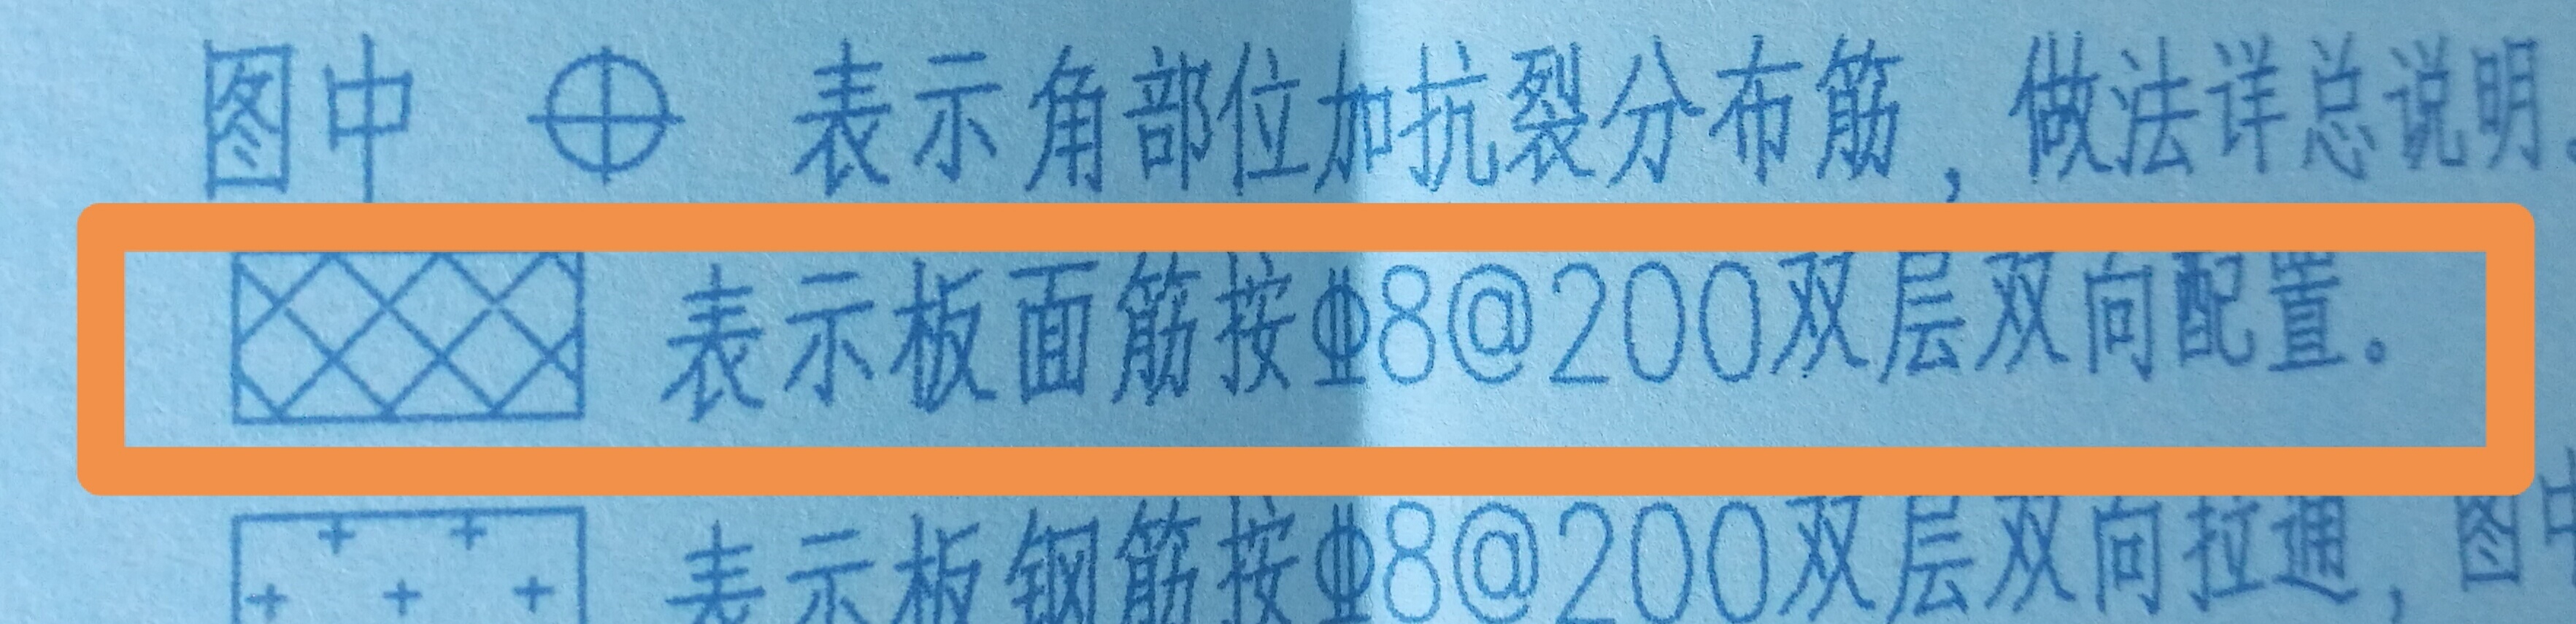 图中 表示角部位加抗裂分布筋，做法详总说明。
表示板面筋按⌽8@200双层双向配置。
表示板钢筋按⌽8@200双层双向拉通，图中